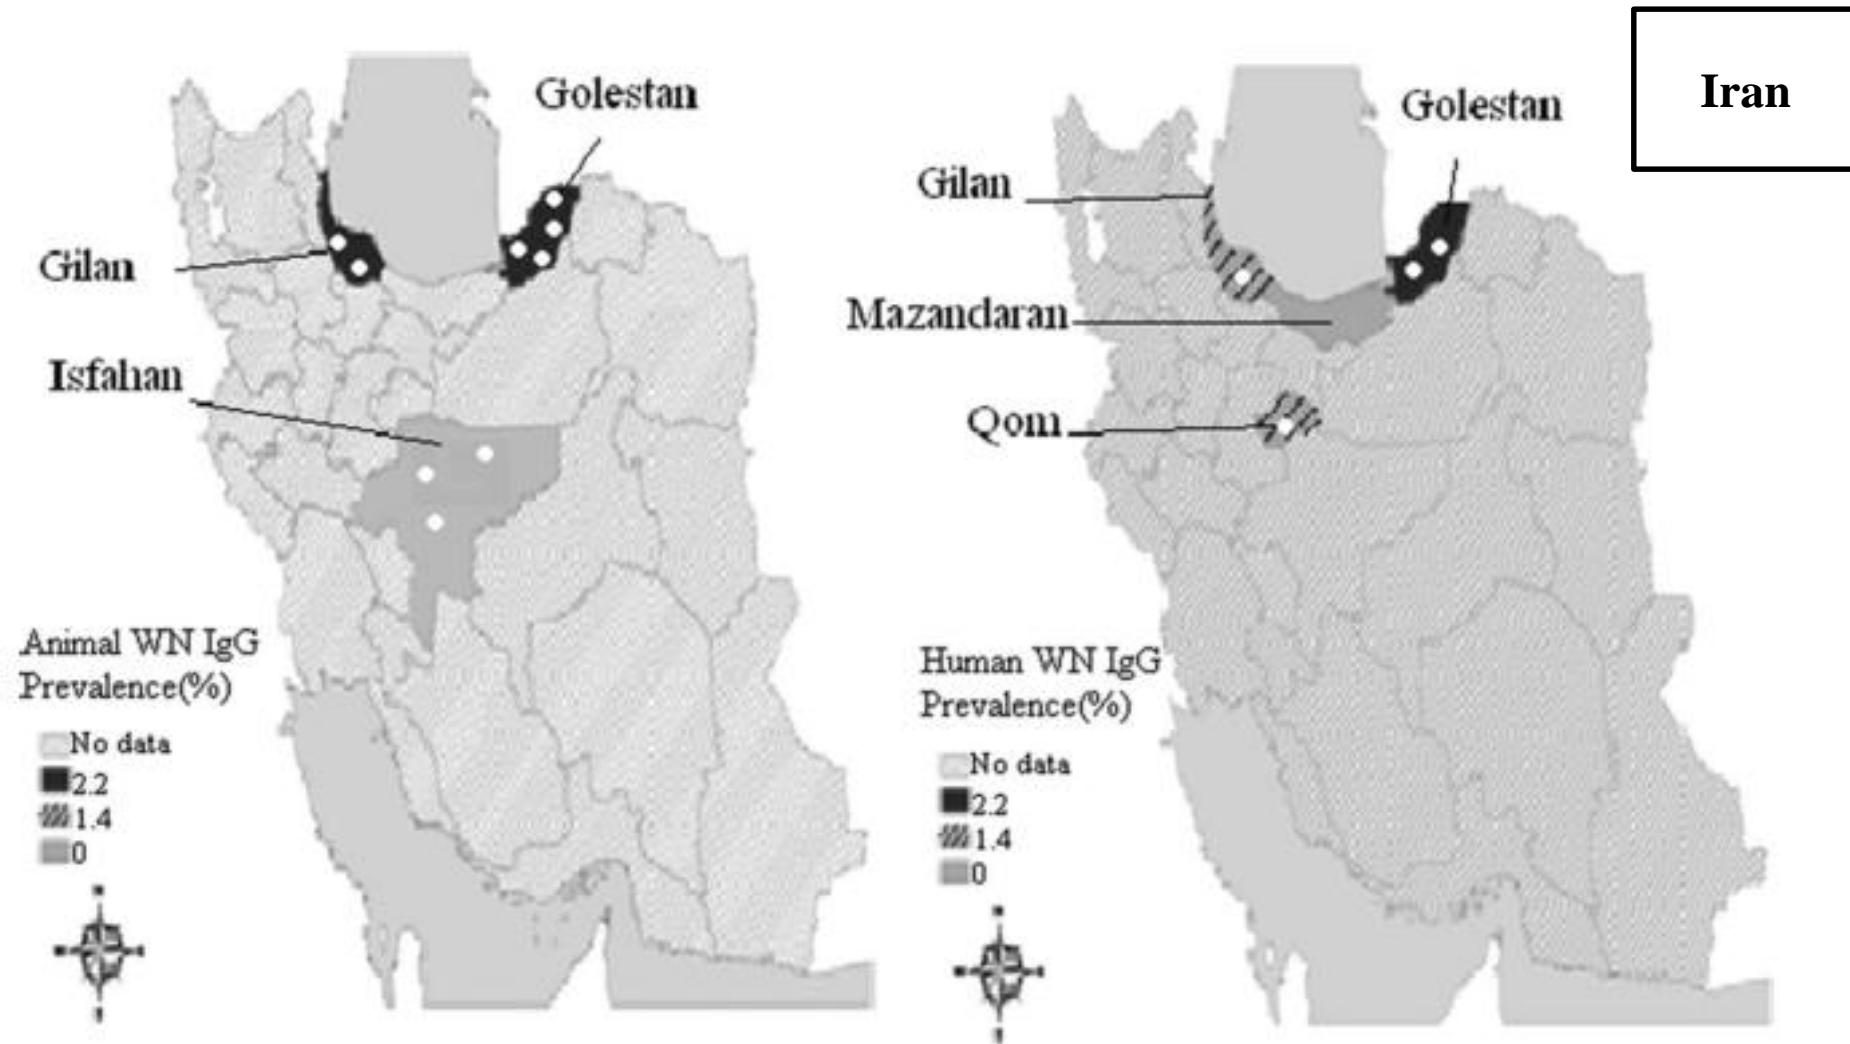 Iran
Golestan
Gilan
Isfahan
Animal WN IgG
Prevalence(%)
No data
2.2
1.4
0
Golestan
Gilan
Mazandaran
Qom
Human WN IgG
Prevalence(%)
No data
2.2
1.4
0